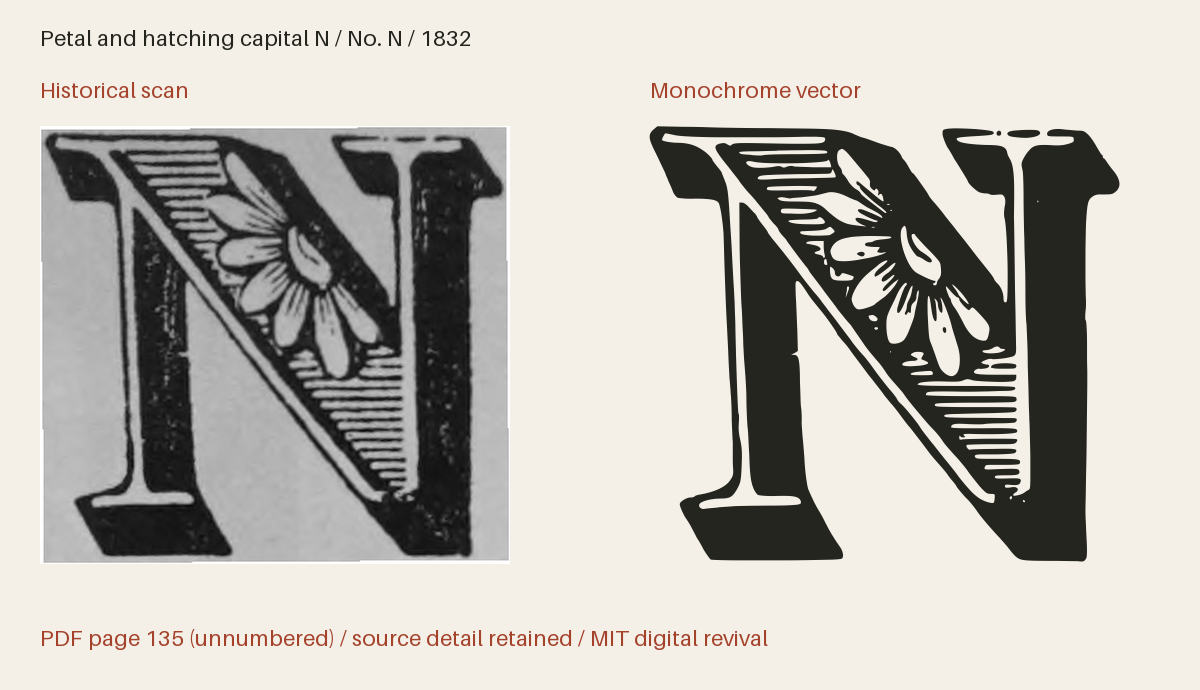 Petal and hatching capital N / No. N / 1832
Historical scan
Monochrome vector
N
N
PDF page 135 (unnumbered) / source detail retained / MIT digital revival